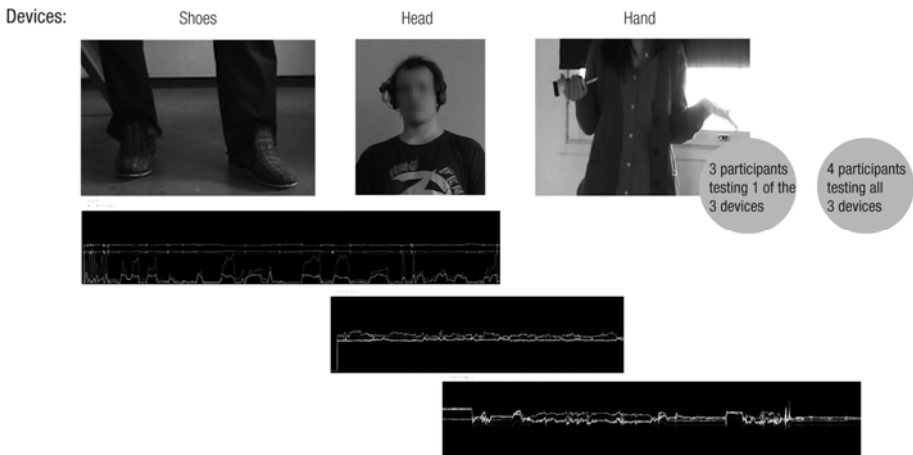 Devices:
Shoes
Head
Hand
3 participants
testing 1 of the
3 devices
4 participants
testing all
3 devices